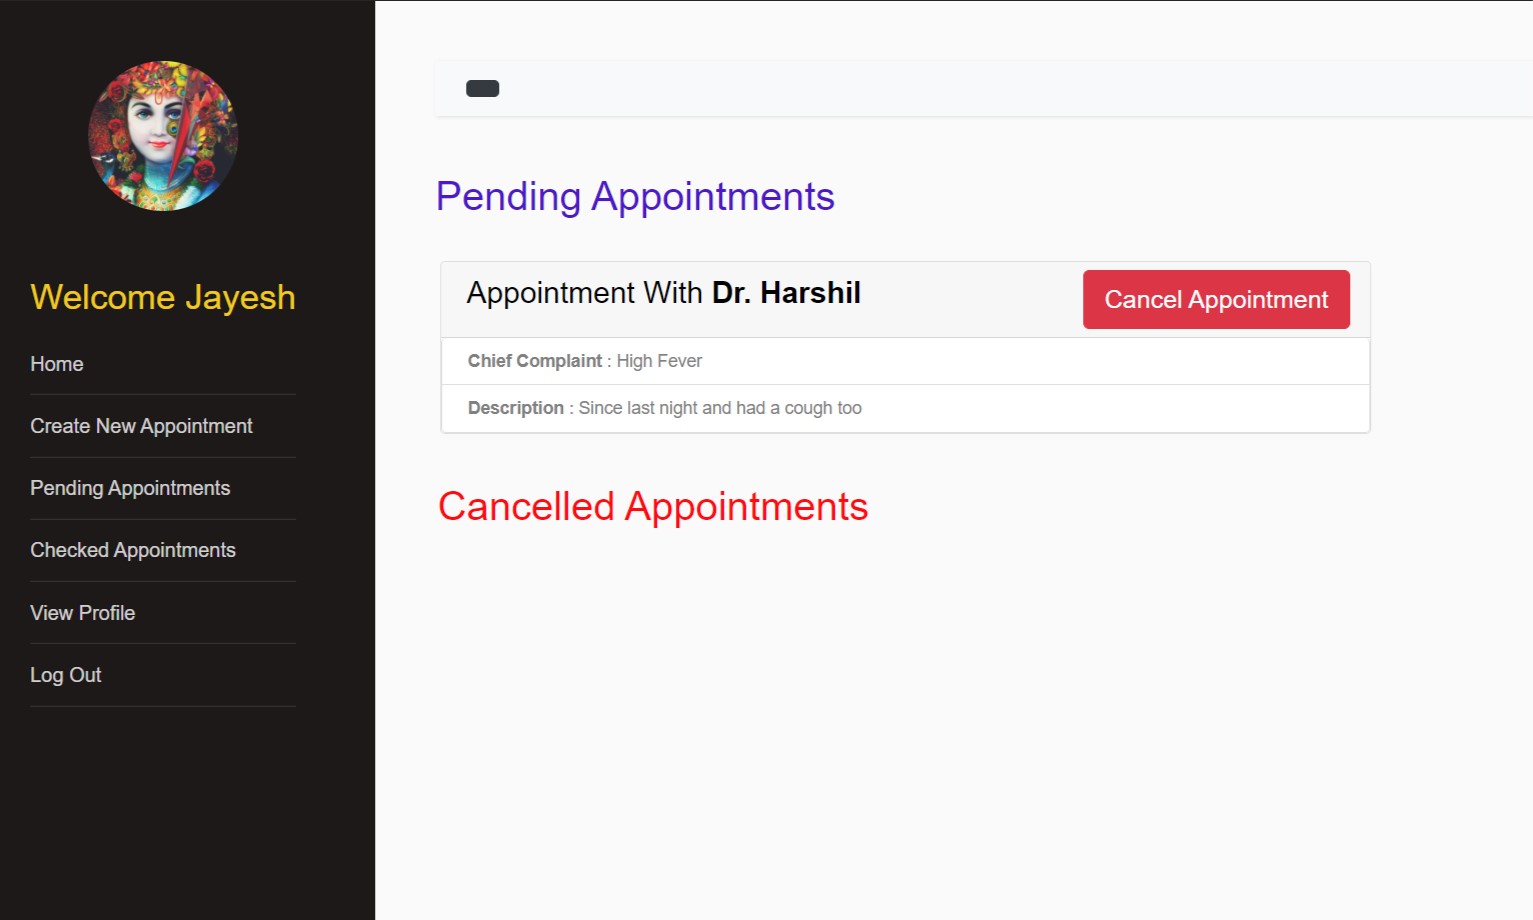 Welcome Jayesh
Home
Create New Appointment
Pending Appointments
Checked Appointments
View Profile
Log Out
Pending Appointments
Appointment With Dr. Harshil
Cancel Appointment
Chief Complaint : High Fever
Description : Since last night and had a cough too
Cancelled Appointments